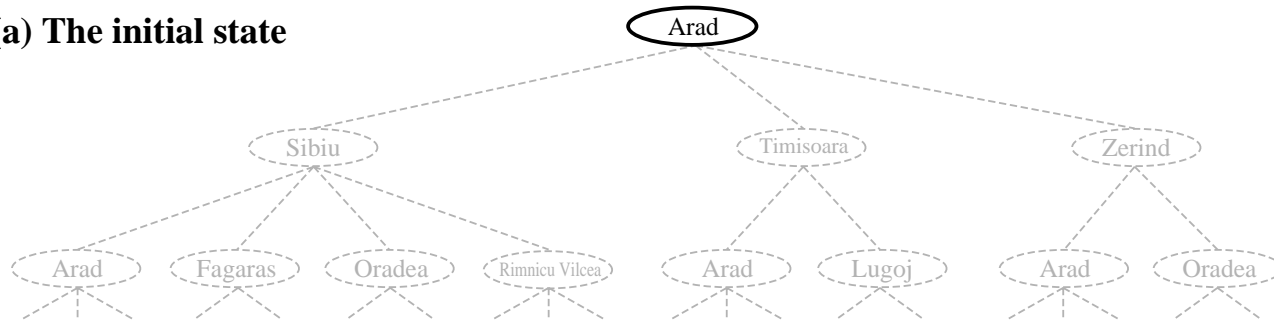 a) The initial state
Arad
Sibiu Timisoara Zerind
Arad Fagaras Oradea Rimnicu Vilcea Arad Lugoj Arad Oradea